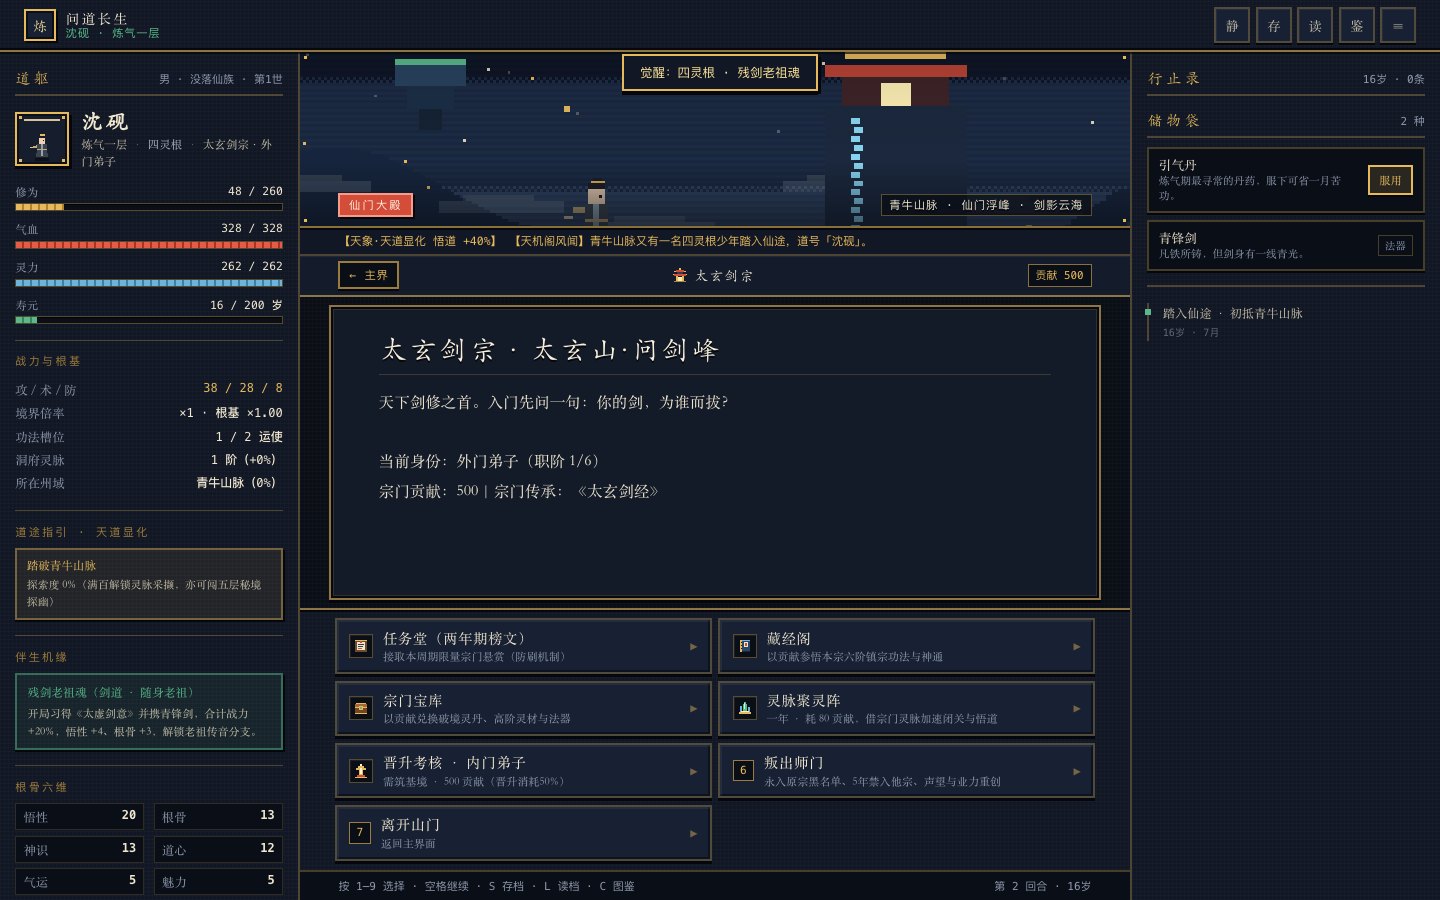 炼
问道长生
沈砚 · 炼气一层
静 存 读 鉴 ≡
道躯
男 · 没落仙族 · 第1世
沈砚
炼气一层 · 四灵根 · 太玄剑宗·外
门弟子
修为 48 / 260
气血 328 / 328
灵力 262 / 262
寿元 16 / 200 岁
战力与根基
攻/术/防 38 / 28 / 8
境界倍率 ×1 · 根基 ×1.00
功法槽位 1 / 2 运使
洞府灵脉 1 阶 (+0%)
所在州域 青牛山脉 (0%)
道途指引 · 天道显化
踏破青牛山脉
探索度 0%（满百解锁灵脉采撷，亦可闯五层秘境
探幽）
伴生机缘
残剑老祖魂（剑道 · 随身老祖）
开局习得《太虚剑意》并携青锋剑，合计战力
+20%，悟性 +4、根骨 +3，解锁老祖传音分支。
根骨六维
悟性 20
根骨 13
神识 13
道心 12
气运 5
魅力 5
觉醒：四灵根 · 残剑老祖魂
仙门大殿
青牛山脉 · 仙门浮峰 · 剑影云海
【天象·天道显化 悟道 +40%】 【天机阁风闻】青牛山脉又有一名四灵根少年踏入仙途，道号「沈砚」。
← 主界
太玄剑宗
贡献 500
太玄剑宗 · 太玄山·问剑峰
天下剑修之首。入门先问一句：你的剑，为谁而拔？
当前身份：外门弟子（职阶 1/6）
宗门贡献：500 | 宗门传承：《太玄剑经》
任务堂（两年期榜文）
接取本周期限量宗门悬赏（防刷机制）
藏经阁
以贡献参悟本宗六阶镇宗功法与神通
宗门宝库
以贡献兑换破境灵丹、高阶灵材与法器
灵脉聚灵阵
一年 · 耗 80 贡献，借宗门灵脉加速闭关与悟道
晋升考核 · 内门弟子
需筑基境 · 500 贡献（晋升消耗50%）
6
叛出师门
永入原宗黑名单、5年禁入他宗、声望与业力重创
7
离开山门
返回主界面
按 1–9 选择 · 空格继续 · S 存档 · L 读档 · C 图鉴
第 2 回合 · 16岁
行止录
16岁 · 0条
储物袋
2 种
引气丹
炼气期最寻常的丹药，服下可省一月苦
功。
服用
青锋剑
凡铁所铸，但剑身有一线青光。
法器
踏入仙途 · 初抵青牛山脉
16岁 · 7月